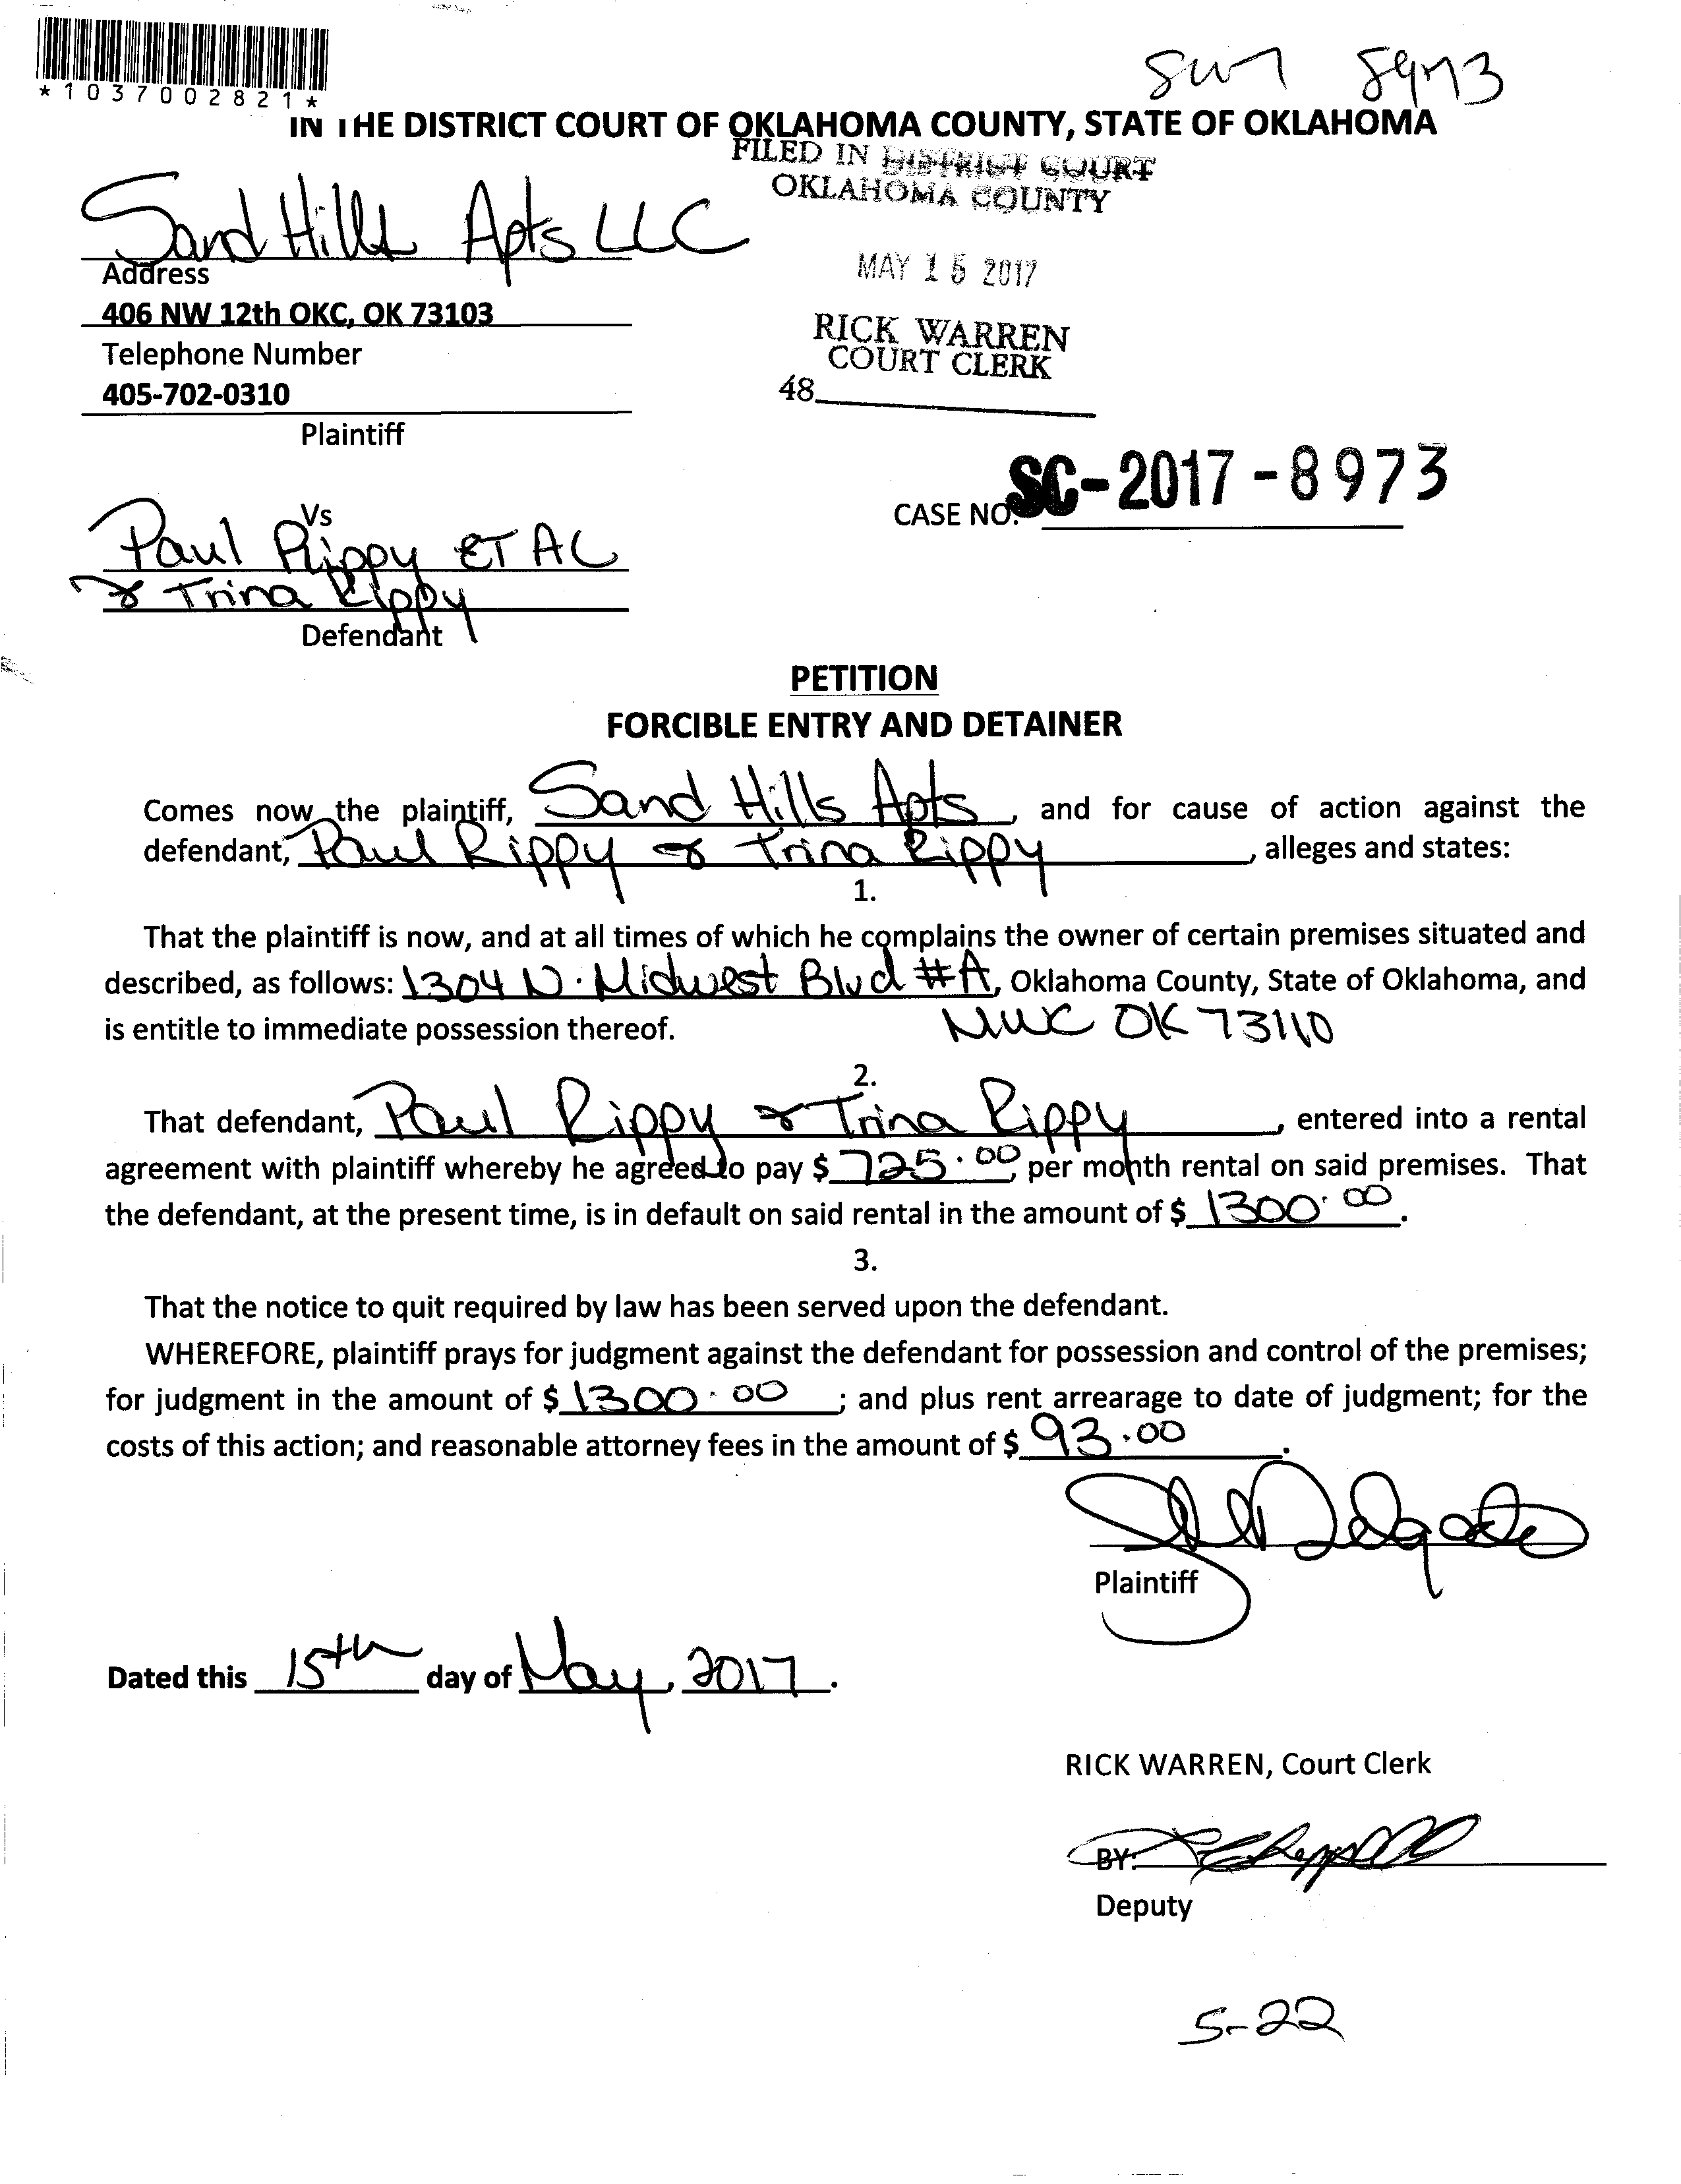 *1037002821*
8973
IN THE DISTRICT COURT OF OKLAHOMA COUNTY, STATE OF OKLAHOMA
FILED IN DISTRICT COURT
OKLAHOMA COUNTY
Sand Hills Apts LLC
Address
MAY 15 2017
406 NW 12th OKC, OK 73103
RICK WARREN
COURT CLERK
Telephone Number
405-702-0310
48
Plaintiff
CASE NO. SC-2017-8973
Vs
Paul Rippy ET AL
& Trina Rippy
Defendant
PETITION
FORCIBLE ENTRY AND DETAINER
Comes now the plaintiff, Sand Hills Apts, and for cause of action against the
defendant, Paul Rippy & Trina Rippy, alleges and states:
1.
That the plaintiff is now, and at all times of which he complains the owner of certain premises situated and
described, as follows: 1304 N. Midwest Blvd #A, Oklahoma County, State of Oklahoma, and
is entitle to immediate possession thereof. MWC OK 73110
2.
That defendant, Paul Rippy & Trina Rippy, entered into a rental
agreement with plaintiff whereby he agreed to pay $ 725.00, per month rental on said premises. That
the defendant, at the present time, is in default on said rental in the amount of $ 1300.00.
3.
That the notice to quit required by law has been served upon the defendant.
WHEREFORE, plaintiff prays for judgment against the defendant for possession and control of the premises;
for judgment in the amount of $ 1300.00; and plus rent arrearage to date of judgment; for the
costs of this action; and reasonable attorney fees in the amount of $ 93.00.
Delgado
Plaintiff
Dated this 15th day of May, 2017.
RICK WARREN, Court Clerk
BY:
Deputy
5-22